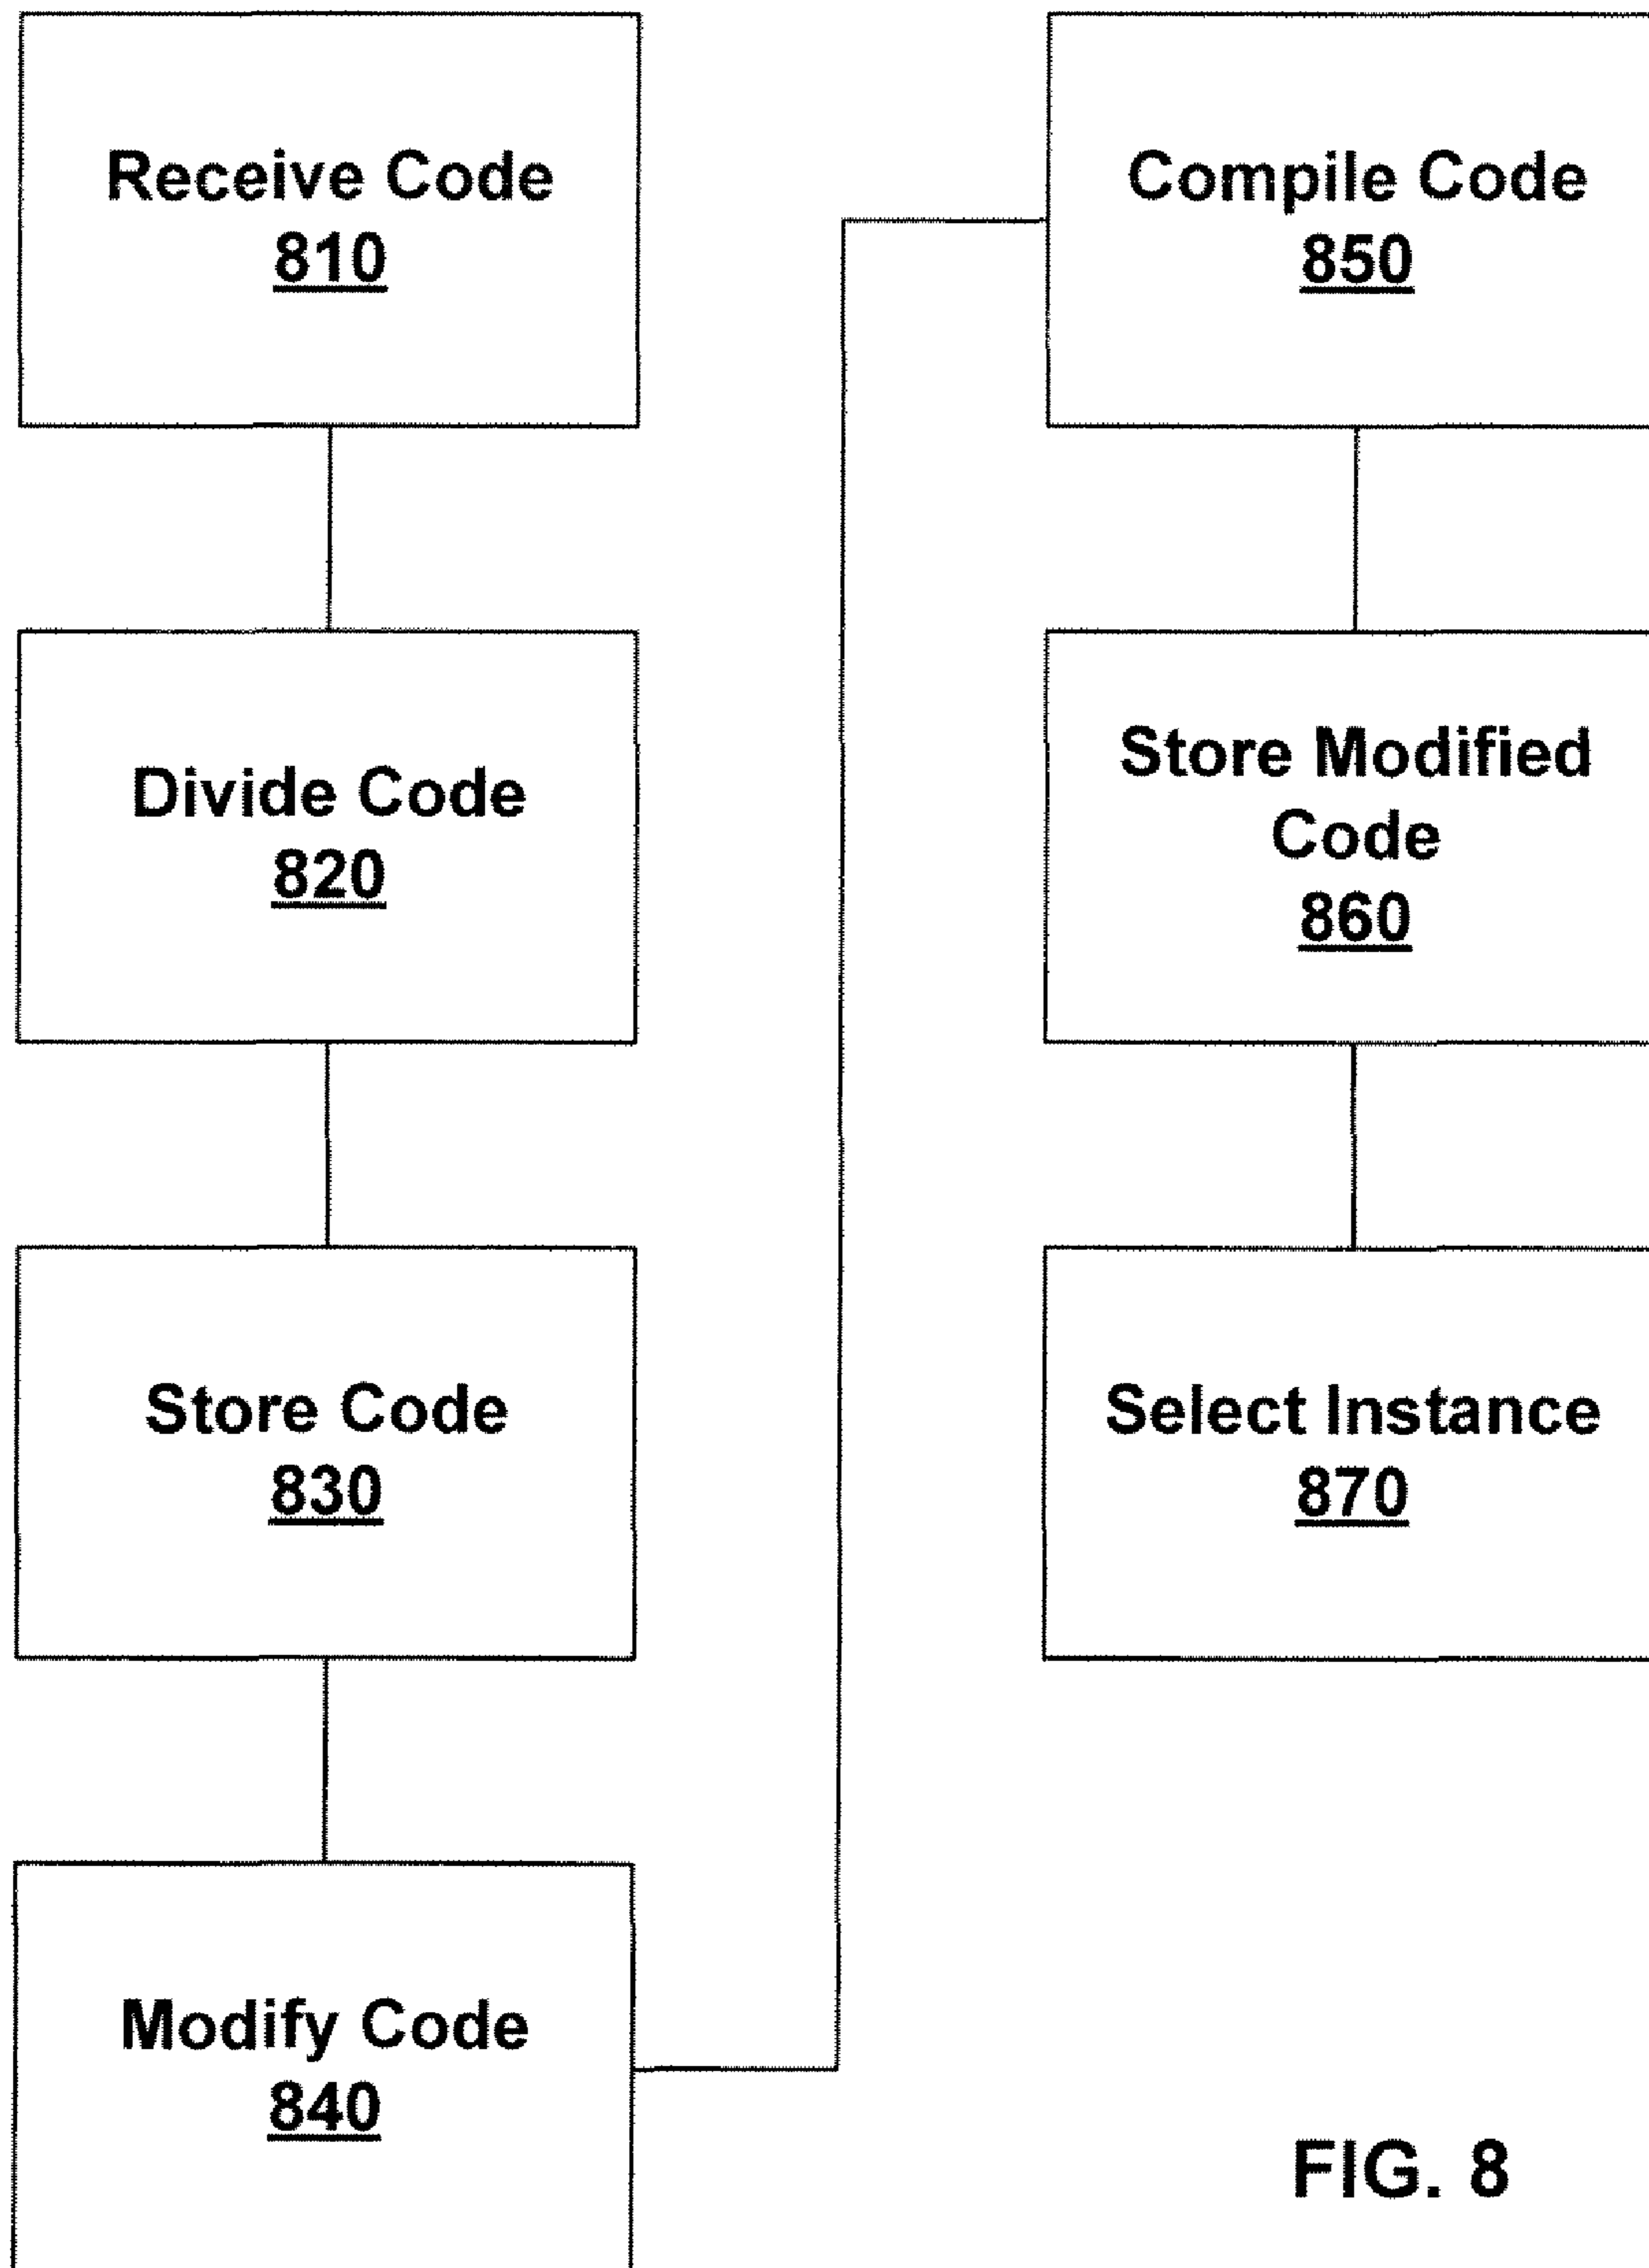 Receive Code
810
Divide Code
820
Store Code
830
Modify Code
840
Compile Code
850
Store Modified
Code
860
Select Instance
870
FIG. 8